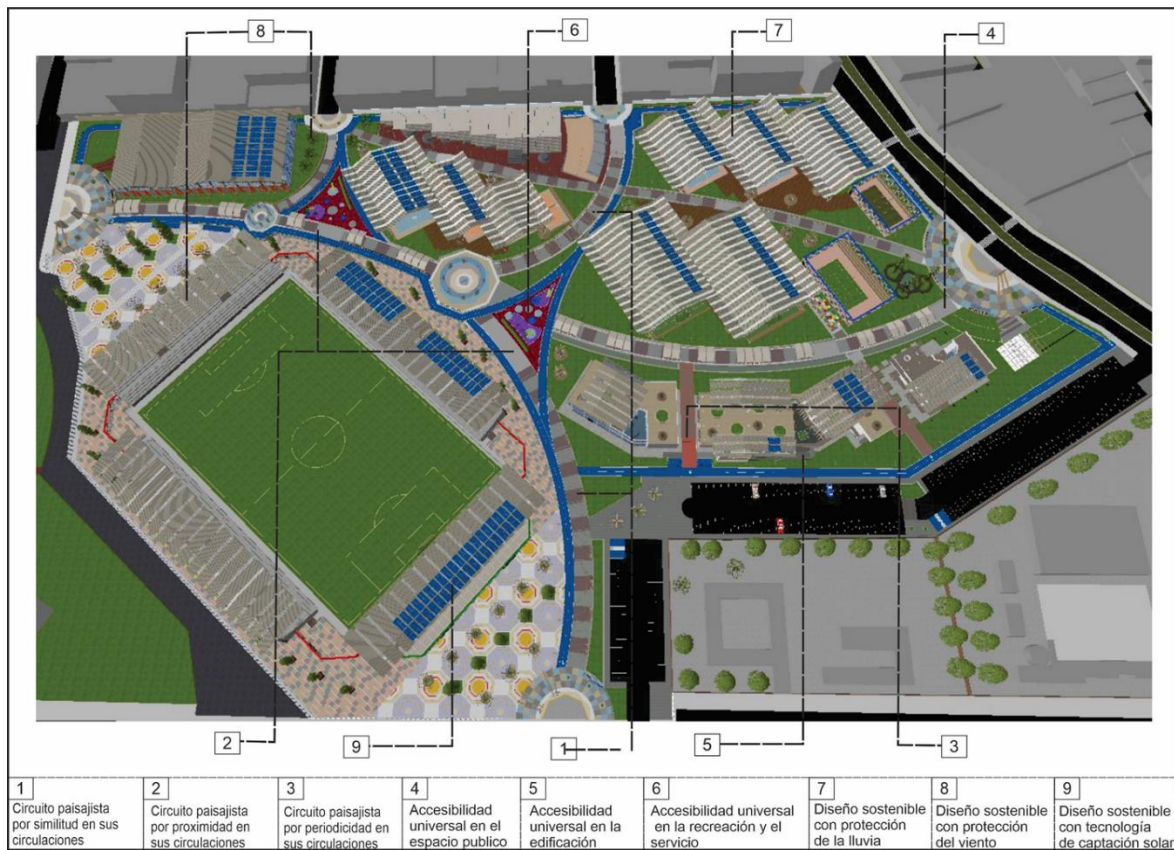 8
6
7
4
2
9
1
5
3
1
Circuito paisajista
por similitud en sus
circulaciones
2
Circuito paisajista
por proximidad en
sus circulaciones
3
Circuito paisajista
por periodicidad en
sus circulaciones
4
Accesibilidad
universal en el
espacio publico
5
Accesibilidad
universal en la
edificación
6
Accesibilidad universal
en la recreación y el
servicio
7
Diseño sostenible
con protección
de la lluvia
8
Diseño sostenible
con protección
del viento
9
Diseño sostenible
con tecnología
de captación solar